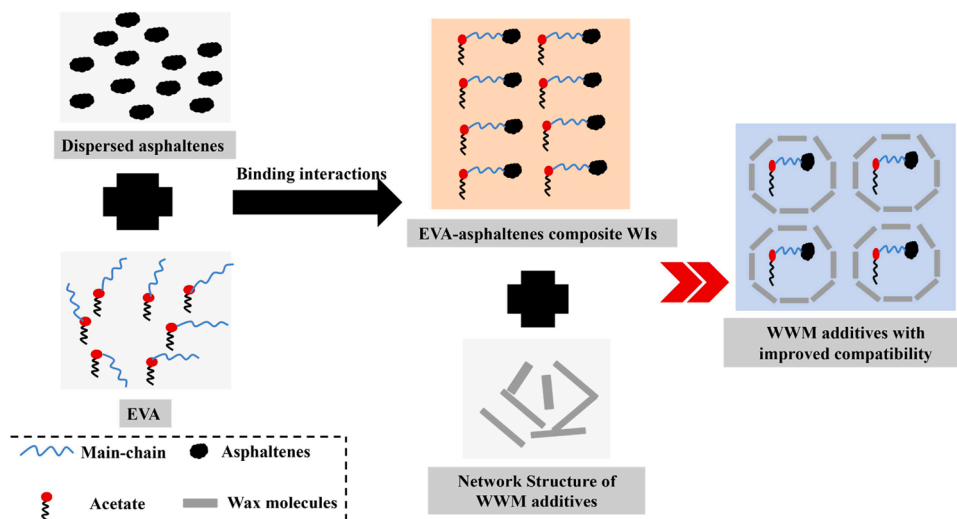 Dispersed asphaltenes
Binding interactions
EVA
EVA-asphaltenes composite WIs
Network Structure of
WWM additives
WWM additives with
improved compatibility
Main-chain
Asphaltenes
Acetate
Wax molecules